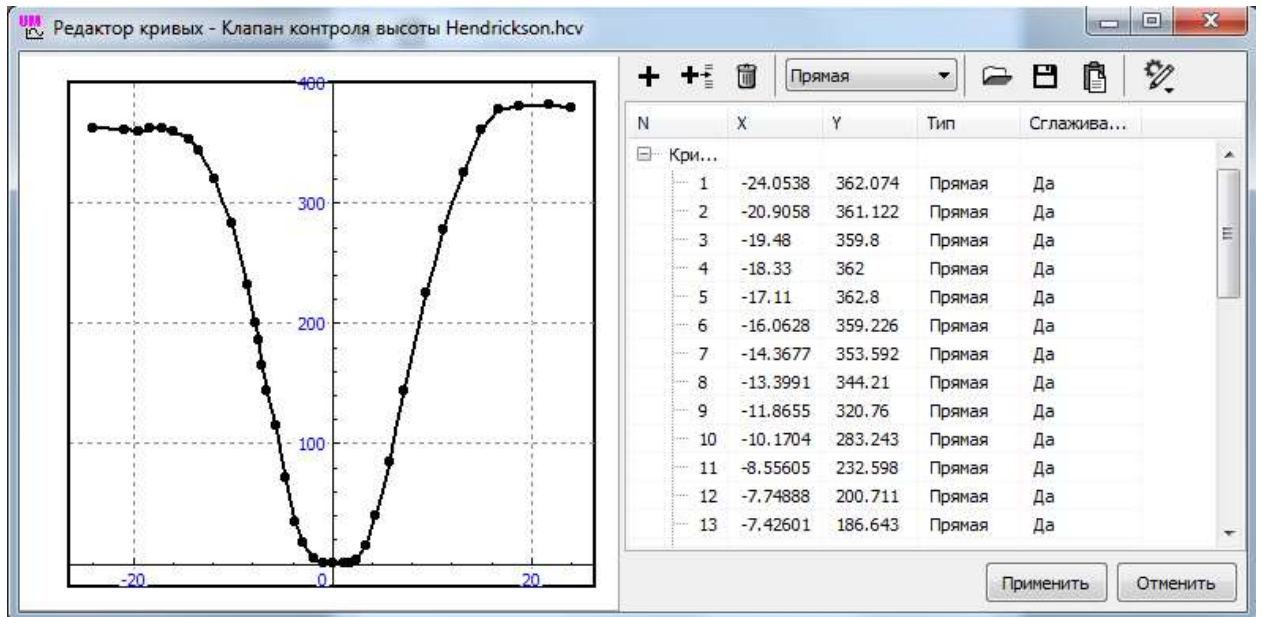 UM Редактор кривых - Клапан контроля высоты Hendrickson.hcv
400
300
200
100
-20 0 20
Прямая
N X Y Тип Сглажива...
Кри...
1 -24.0538 362.074 Прямая Да
2 -20.9058 361.122 Прямая Да
3 -19.48 359.8 Прямая Да
4 -18.33 362 Прямая Да
5 -17.11 362.8 Прямая Да
6 -16.0628 359.226 Прямая Да
7 -14.3677 353.592 Прямая Да
8 -13.3991 344.21 Прямая Да
9 -11.8655 320.76 Прямая Да
10 -10.1704 283.243 Прямая Да
11 -8.55605 232.598 Прямая Да
12 -7.74888 200.711 Прямая Да
13 -7.42601 186.643 Прямая Да
Применить Отменить